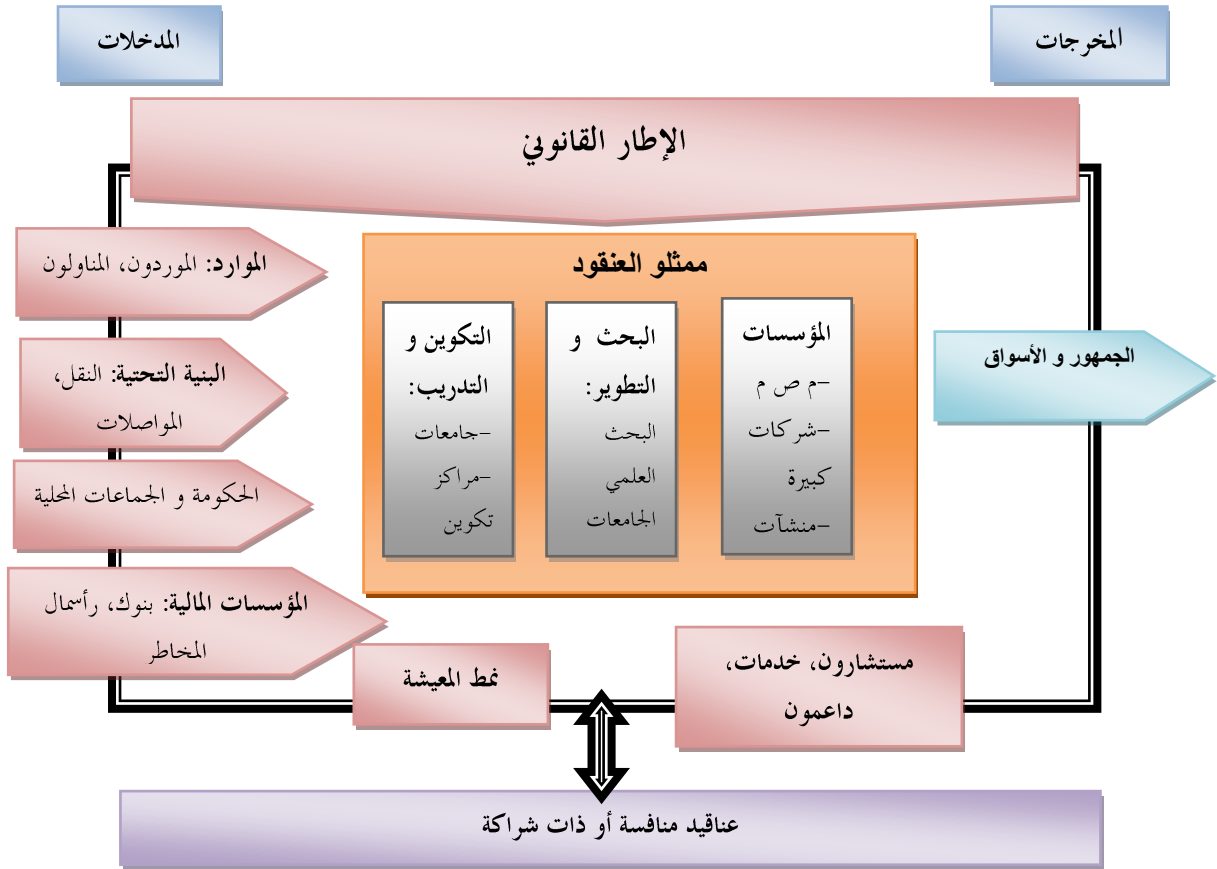 المخرجات
المدخلات
الإطار القانوني
ممثلو العنقود
المؤسسات
-م ص م
-شركات
كبيرة
-منشآت
البحث و
التطوير:
البحث
العلمي
الجامعات
التكوين و
التدريب:
-جامعات
-مراكز
تكوين
الموارد: الموردون، المناولون
البنية التحتية: النقل،
المواصلات
الحكومة و الجماعات المحلية
المؤسسات المالية: بنوك، رأسمال
المخاطر
الجمهور و الأسواق
مستشارون، خدمات،
داعمون
نمط المعيشة
عناقيد منافسة أو ذات شراكة